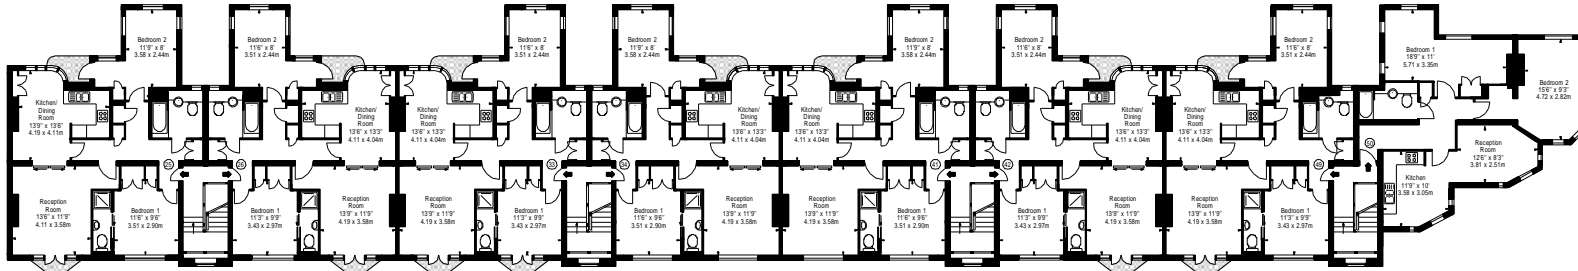 Bedroom 2
11'9" x 8'
3.58 x 2.44m
Bedroom 2
11'6" x 8'
3.51 x 2.44m
Bedroom 2
11'6" x 8'
3.51 x 2.44m
Bedroom 2
11'9" x 8'
3.58 x 2.44m
Bedroom 2
11'9" x 8'
3.58 x 2.44m
Bedroom 2
11'6" x 8'
3.51 x 2.44m
Bedroom 2
11'6" x 8'
3.51 x 2.44m
Bedroom 1
18'9" x 11'
5.71 x 3.35m
Bedroom 2
15'6" x 9'3"
4.72 x 2.82m
Kitchen/
Dining
Room
13'9" x 13'6"
4.19 x 4.11m
Kitchen/
Dining
Room
13'6" x 13'3"
4.11 x 4.04m
Kitchen/
Dining
Room
13'6" x 13'3"
4.11 x 4.04m
Kitchen/
Dining
Room
13'6" x 13'3"
4.11 x 4.04m
Kitchen/
Dining
Room
13'6" x 13'3"
4.11 x 4.04m
Kitchen/
Dining
Room
13'6" x 13'3"
4.11 x 4.04m
Kitchen/
Dining
Room
13'6" x 13'3"
4.11 x 4.04m
Reception
Room
12'6" x 8'3"
3.81 x 2.51m
25
26
33
34
41
42
49
50
Kitchen
11'9" x 10'
3.58 x 3.05m
Reception
Room
13'6" x 11'9"
4.11 x 3.58m
Bedroom 1
11'6" x 9'6"
3.51 x 2.90m
Bedroom 1
11'3" x 9'9"
3.43 x 2.97m
Reception
Room
13'9" x 11'9"
4.19 x 3.58m
Reception
Room
13'9" x 11'9"
4.19 x 3.58m
Bedroom 1
11'3" x 9'9"
3.43 x 2.97m
Bedroom 1
11'6" x 9'6"
3.51 x 2.90m
Reception
Room
13'9" x 11'9"
4.19 x 3.58m
Reception
Room
13'9" x 11'9"
4.19 x 3.58m
Bedroom 1
11'6" x 9'6"
3.51 x 2.90m
Bedroom 1
11'3" x 9'9"
3.43 x 2.97m
Reception
Room
13'9" x 11'9"
4.19 x 3.58m
Reception
Room
13'9" x 11'9"
4.19 x 3.58m
Bedroom 1
11'3" x 9'9"
3.43 x 2.97m